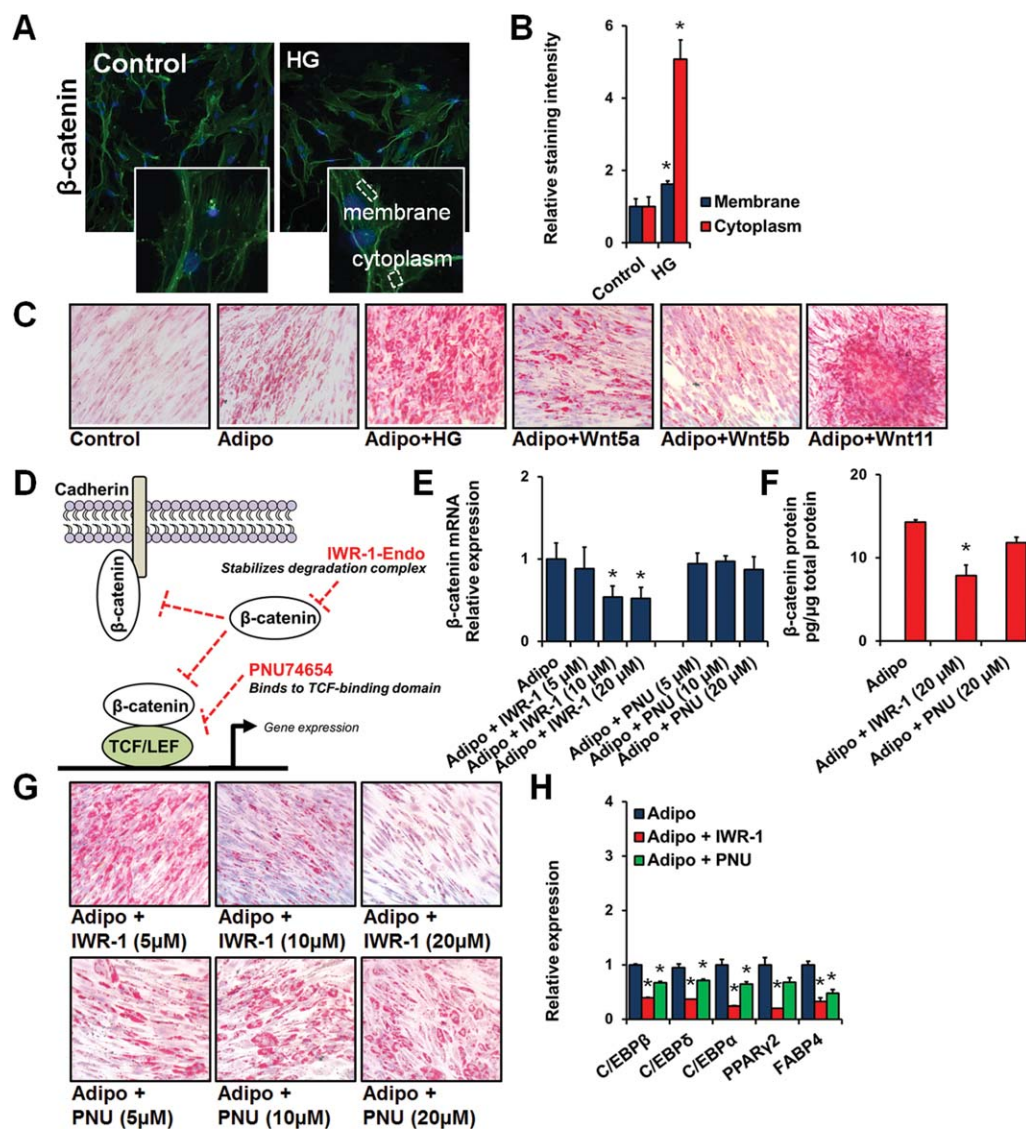 A
Control
HG
β-catenin
membrane
cytoplasm
B
Relative staining intensity
6
4
2
0
*
*
Membrane
Cytoplasm
Control
HG
C
Control
Adipo
Adipo+HG
Adipo+Wnt5a
Adipo+Wnt5b
Adipo+Wnt11
D
Cadherin
β-catenin
IWR-1-Endo
Stabilizes degradation complex
β-catenin
PNU74654
Binds to TCF-binding domain
β-catenin
TCF/LEF
Gene expression
E
β-catenin mRNA
Relative expression
2
1
0
*
*
Adipo
Adipo + IWR-1 (5 µM)
Adipo + IWR-1 (10 µM)
Adipo + IWR-1 (20 µM)
Adipo + PNU (5 µM)
Adipo + PNU (10 µM)
Adipo + PNU (20 µM)
F
β-catenin protein
pg/µg total protein
20
10
0
*
Adipo
Adipo + IWR-1 (20 µM)
Adipo + PNU (20 µM)
G
Adipo +
IWR-1 (5µM)
Adipo +
IWR-1 (10µM)
Adipo +
IWR-1 (20µM)
Adipo +
PNU (5µM)
Adipo +
PNU (10µM)
Adipo +
PNU (20µM)
H
Relative expression
4
3
2
1
0
Adipo
Adipo + IWR-1
Adipo + PNU
* *
* *
* *
*
* *
C/EBPβ
C/EBPδ
C/EBPα
PPARγ2
FABP4